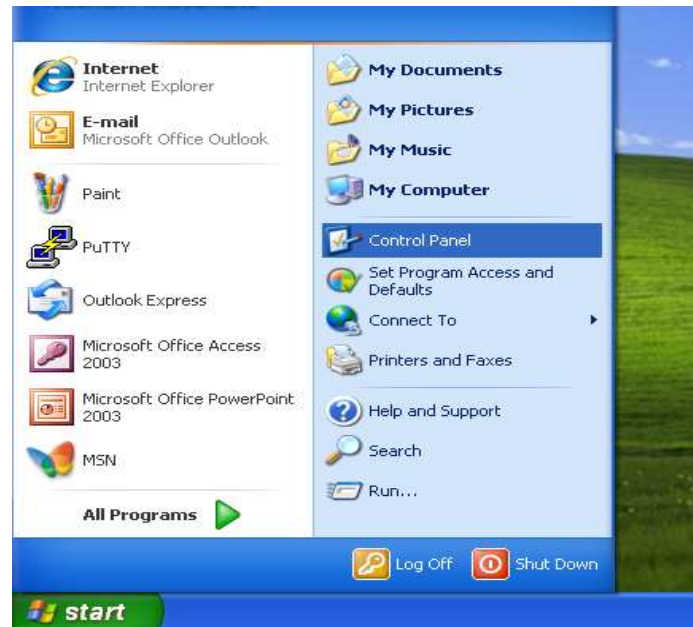 Internet
Internet Explorer
E-mail
Microsoft Office Outlook
Paint
PuTTY
Outlook Express
Microsoft Office Access
2003
Microsoft Office PowerPoint
2003
MSN
All Programs
My Documents
My Pictures
My Music
My Computer
Control Panel
Set Program Access and
Defaults
Connect To
Printers and Faxes
Help and Support
Search
Run...
Log Off
Shut Down
start